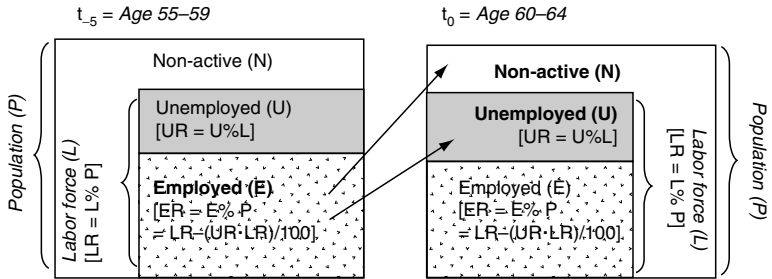 t–5 = Age 55–59
Population (P)
Labor force (L)
[LR = L% P]
Non-active (N)
Unemployed (U)
[UR = U%L]
Employed (E)
[ER = E% P
= LR–(UR·LR)/100]
t0 = Age 60–64
Non-active (N)
Unemployed (U)
[UR = U%L]
Employed (E)
[ER = E% P
= LR–(UR·LR)/100]
Labor force (L)
[LR = L% P]
Population (P)